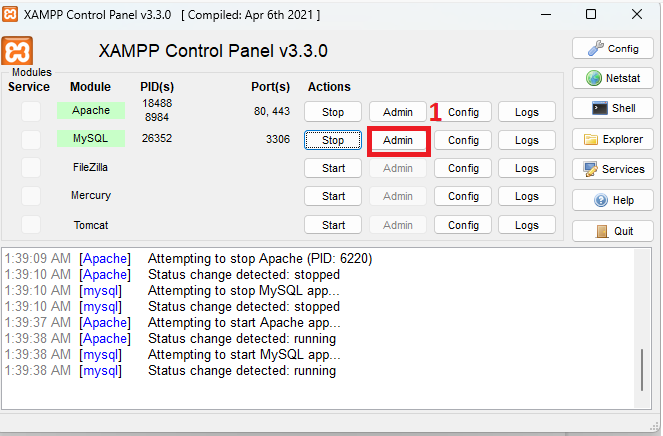 XAMPP Control Panel v3.3.0 [ Compiled: Apr 6th 2021 ]
XAMPP Control Panel v3.3.0
Config
Modules
Service Module PID(s) Port(s) Actions
Netstat
Apache 18488 8984 80, 443 Stop Admin 1 Config Logs
Shell
MySQL 26352 3306 Stop Admin Config Logs
Explorer
FileZilla Start Admin Config Logs
Services
Mercury Start Admin Config Logs
Help
Tomcat Start Admin Config Logs
Quit
1:39:09 AM [Apache] Attempting to stop Apache (PID: 6220)
1:39:10 AM [Apache] Status change detected: stopped
1:39:10 AM [mysql] Attempting to stop MySQL app...
1:39:10 AM [mysql] Status change detected: stopped
1:39:37 AM [Apache] Attempting to start Apache app...
1:39:38 AM [Apache] Status change detected: running
1:39:38 AM [mysql] Attempting to start MySQL app...
1:39:38 AM [mysql] Status change detected: running